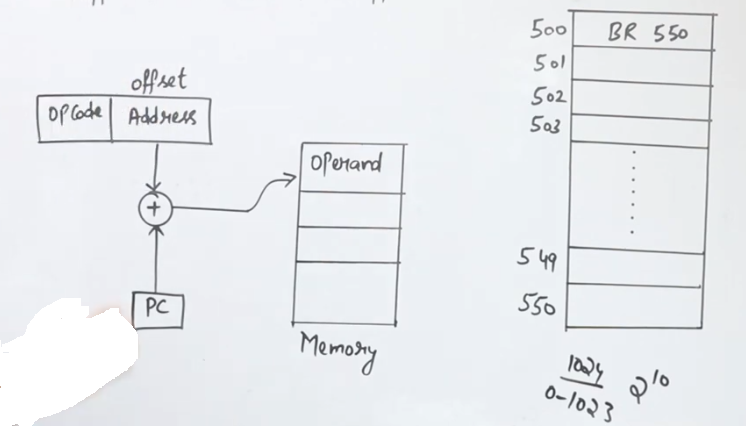 offset
OPCode Address
+
PC
Operand
Memory
500 BR 550
501
502
503
549
550
1024
0-1023 2^10